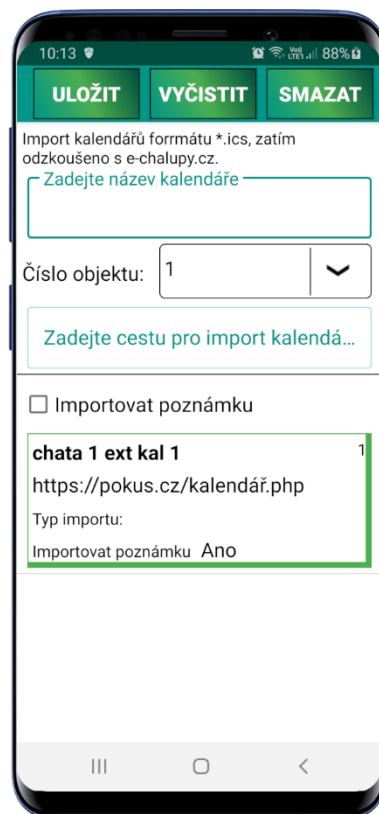 10:13 88%
ULOŽIT VYČISTIT SMAZAT
Import kalendářů forrmátu *.ics, zatím
odzkoušeno s e-chalupy.cz.
Zadejte název kalendáře
Číslo objektu: 1
Zadejte cestu pro import kalendá...
Importovat poznámku
chata 1 ext kal 1 1
https://pokus.cz/kalendář.php
Typ importu:
Importovat poznámku Ano